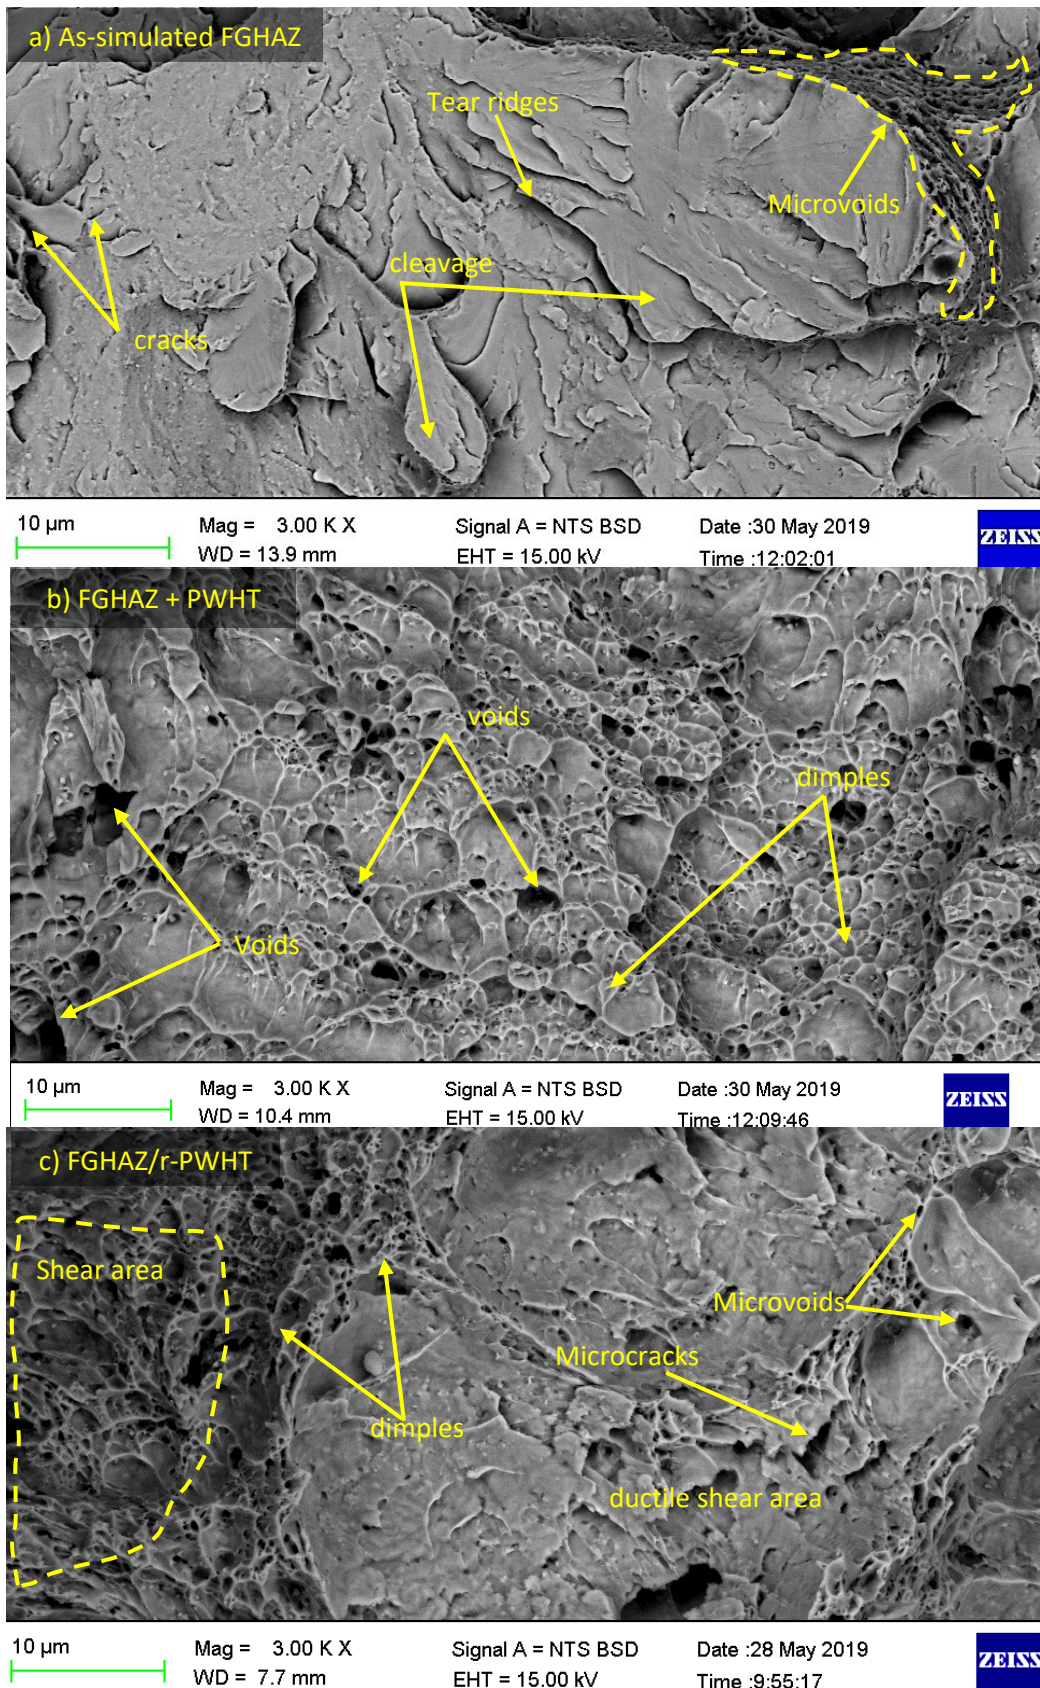 a) As-simulated FGHAZ
Tear ridges
Microvoids
cleavage
cracks
10 µm
Mag = 3.00 K X
Signal A = NTS BSD
Date :30 May 2019
WD = 13.9 mm
EHT = 15.00 kV
Time :12:02:01
ZEISS
b) FGHAZ + PWHT
voids
dimples
Voids
10 µm
Mag = 3.00 K X
Signal A = NTS BSD
Date :30 May 2019
WD = 10.4 mm
EHT = 15.00 kV
Time :12:09:46
ZEISS
c) FGHAZ/r-PWHT
Shear area
Microvoids
Microcracks
dimples
ductile shear area
10 µm
Mag = 3.00 K X
Signal A = NTS BSD
Date :28 May 2019
WD = 7.7 mm
EHT = 15.00 kV
Time :9:55:17
ZEISS